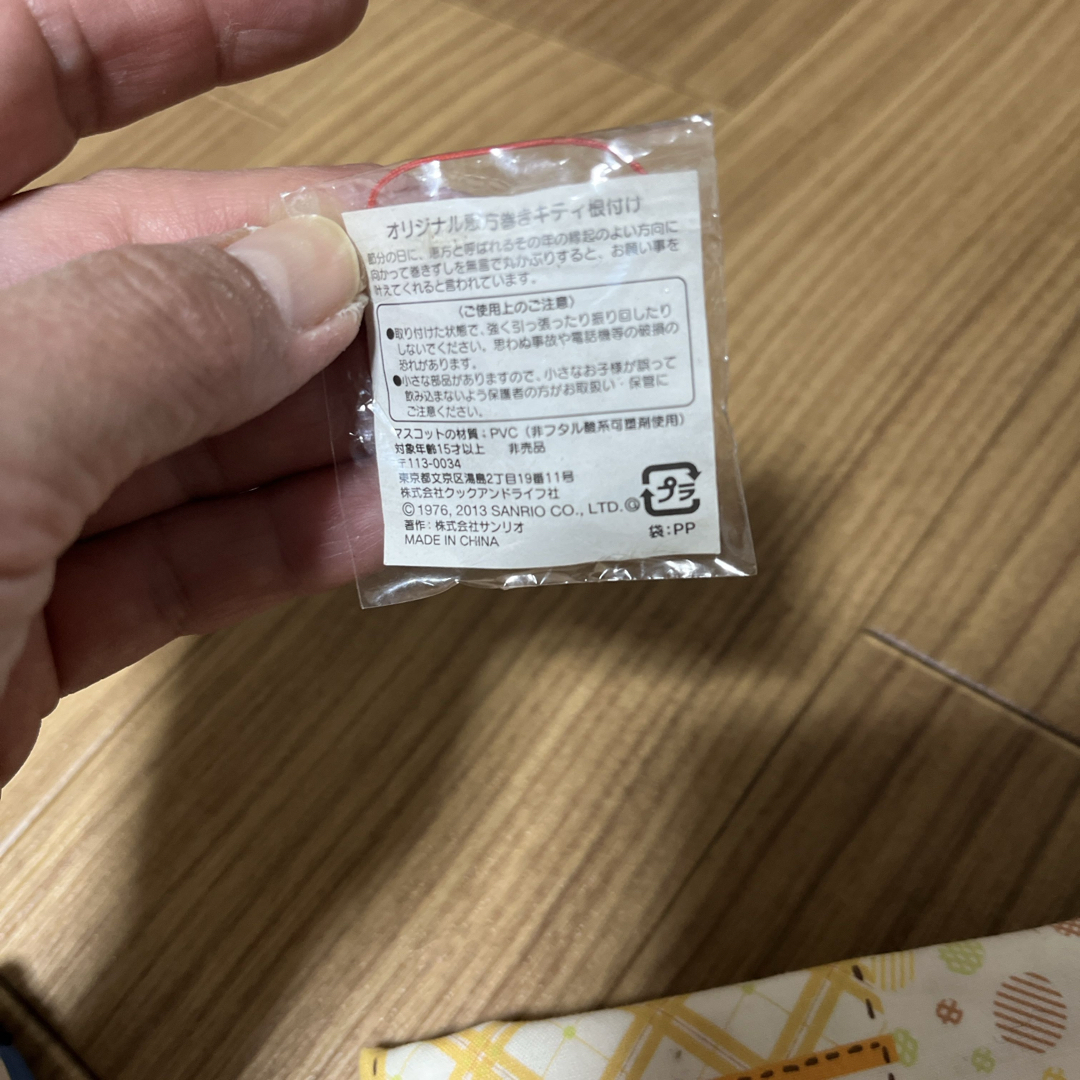 オリジナル恵方巻きキティ根付け
節分の日に、恵方と呼ばれるその年の縁起のよい方向に
向かって巻きずしを無言で丸かぶりすると、お願い事を
叶えてくれると言われています。
〈ご使用上のご注意〉
●取り付けた状態で、強く引っ張ったり振り回したり
しないでください。思わぬ事故や電話機等の破損の
恐れがあります。
●小さな部品がありますので、小さなお子様が誤って
飲み込まないよう保護者の方がお取扱い・保管に
ご注意ください。
マスコットの材質：PVC（非フタル酸系可塑剤使用）
対象年齢15才以上 非売品
〒113-0034
東京都文京区湯島2丁目19番11号
株式会社クックアンドライフ社
©1976, 2013 SANRIO CO., LTD. Ⓖ
著作：株式会社サンリオ
MADE IN CHINA
プラ
袋：PP